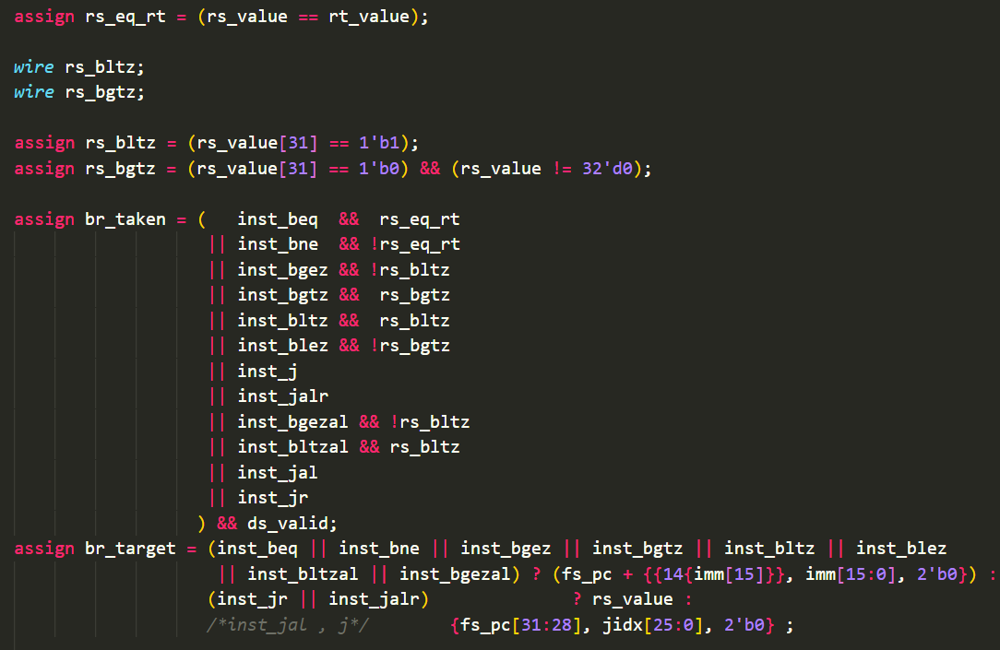 assign rs_eq_rt = (rs_value == rt_value);
wire rs_bltz;
wire rs_bgtz;
assign rs_bltz = (rs_value[31] == 1'b1);
assign rs_bgtz = (rs_value[31] == 1'b0) && (rs_value != 32'd0);
assign br_taken = (   inst_beq  &&  rs_eq_rt
                   || inst_bne  && !rs_eq_rt
                   || inst_bgez && !rs_bltz
                   || inst_bgtz &&  rs_bgtz
                   || inst_bltz &&  rs_bltz
                   || inst_blez && !rs_bgtz
                   || inst_j
                   || inst_jalr
                   || inst_bgezal && !rs_bltz
                   || inst_bltzal && rs_bltz
                   || inst_jal
                   || inst_jr
                  ) && ds_valid;
assign br_target = (inst_beq || inst_bne || inst_bgez || inst_bgtz || inst_bltz || inst_blez
                    || inst_bltzal || inst_bgezal) ? (fs_pc + {{14{imm[15]}}, imm[15:0], 2'b0}) :
                   (inst_jr || inst_jalr)              ? rs_value :
                   /*inst_jal , j*/        {fs_pc[31:28], jidx[25:0], 2'b0} ;